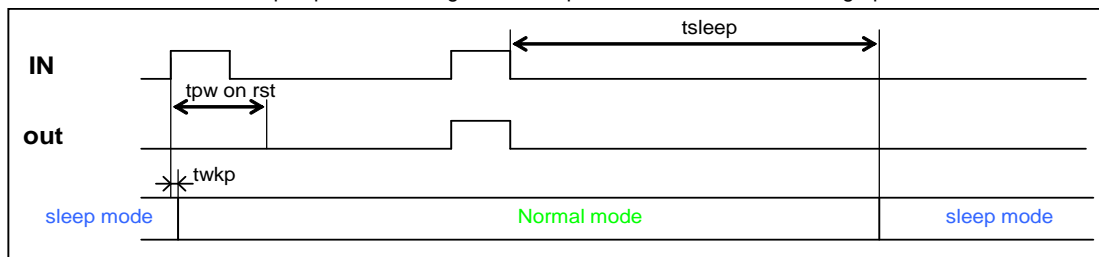 tsleep
IN
tpw on rst
out
twkp
sleep mode Normal mode sleep mode